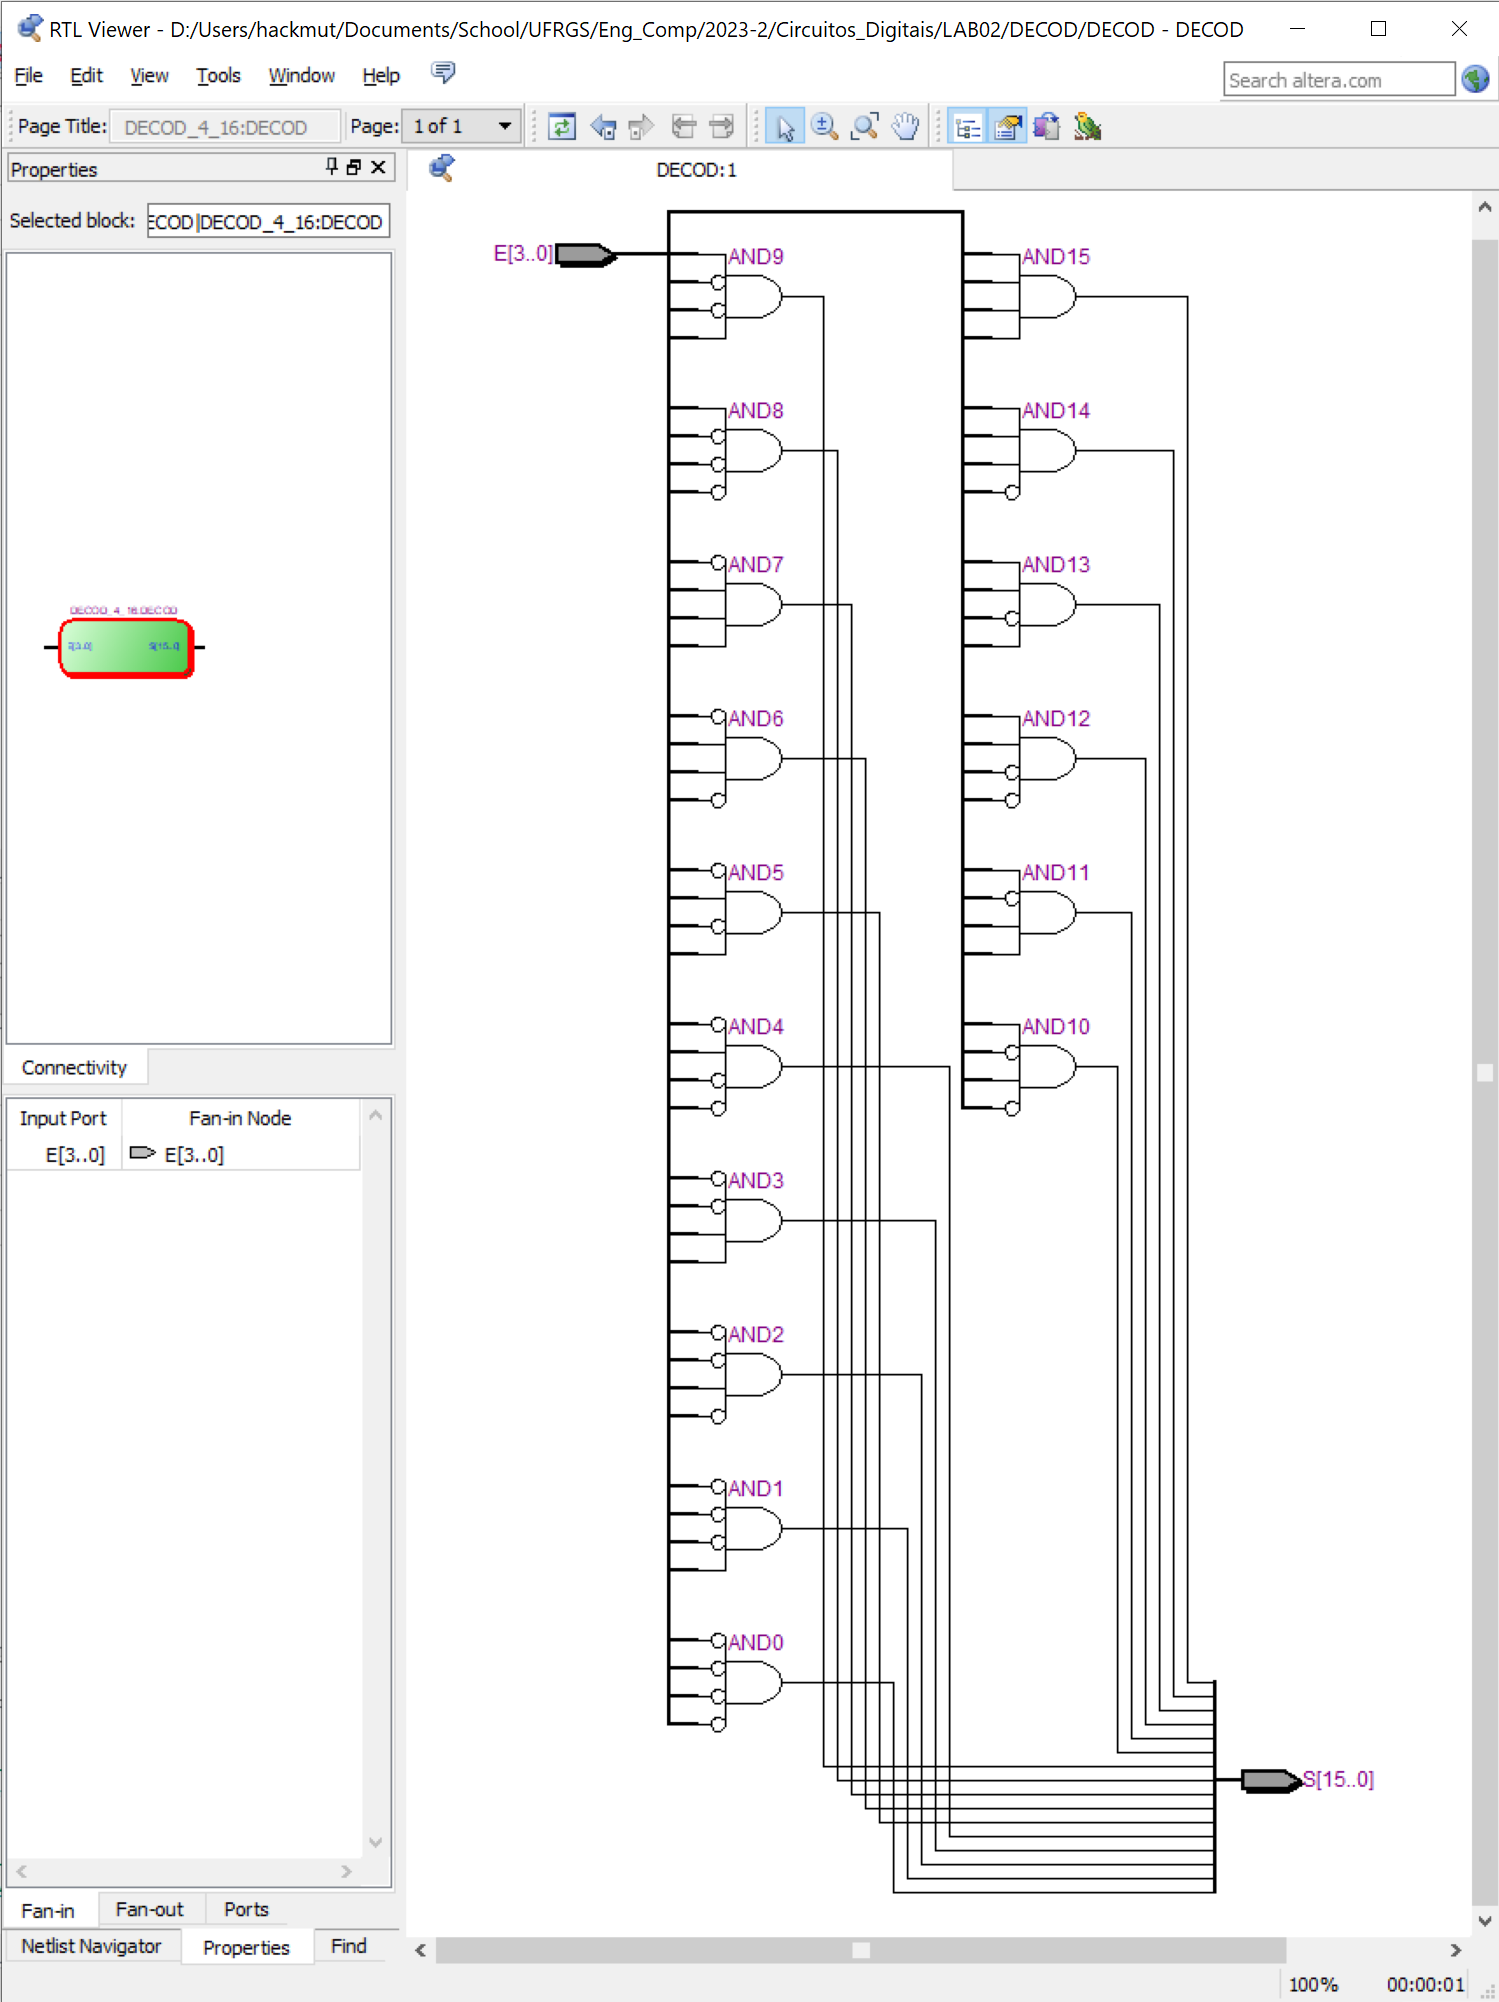 RTL Viewer - D:/Users/hackmut/Documents/School/UFRGS/Eng_Comp/2023-2/Circuitos_Digitais/LAB02/DECOD/DECOD - DECOD
File Edit View Tools Window Help
Search altera.com
Page Title: DECOD_4_16:DECOD Page: 1 of 1
Properties
DECOD:1
Selected block: ECOD|DECOD_4_16:DECOD
E[3..0]
AND9
AND15
AND8
AND14
AND7
AND13
DECOD_4_16:DECOD
E[3..0] S[15..0]
AND6
AND12
AND5
AND11
AND4
AND10
Connectivity
Input Port Fan-in Node
E[3..0] E[3..0]
AND3
AND2
AND1
AND0
S[15..0]
Fan-in Fan-out Ports
Netlist Navigator Properties Find
100% 00:00:01